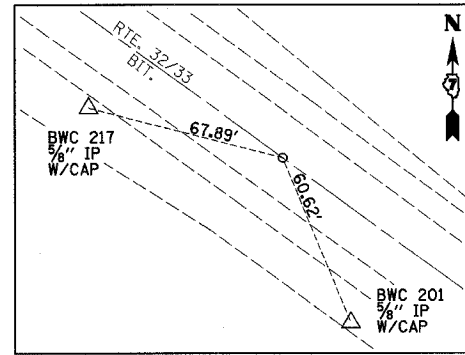 N
RTE. 32/33
BIT.
7
67.89'
BWC 217
5/8" IP
W/CAP
60.62'
BWC 201
5/8" IP
W/CAP